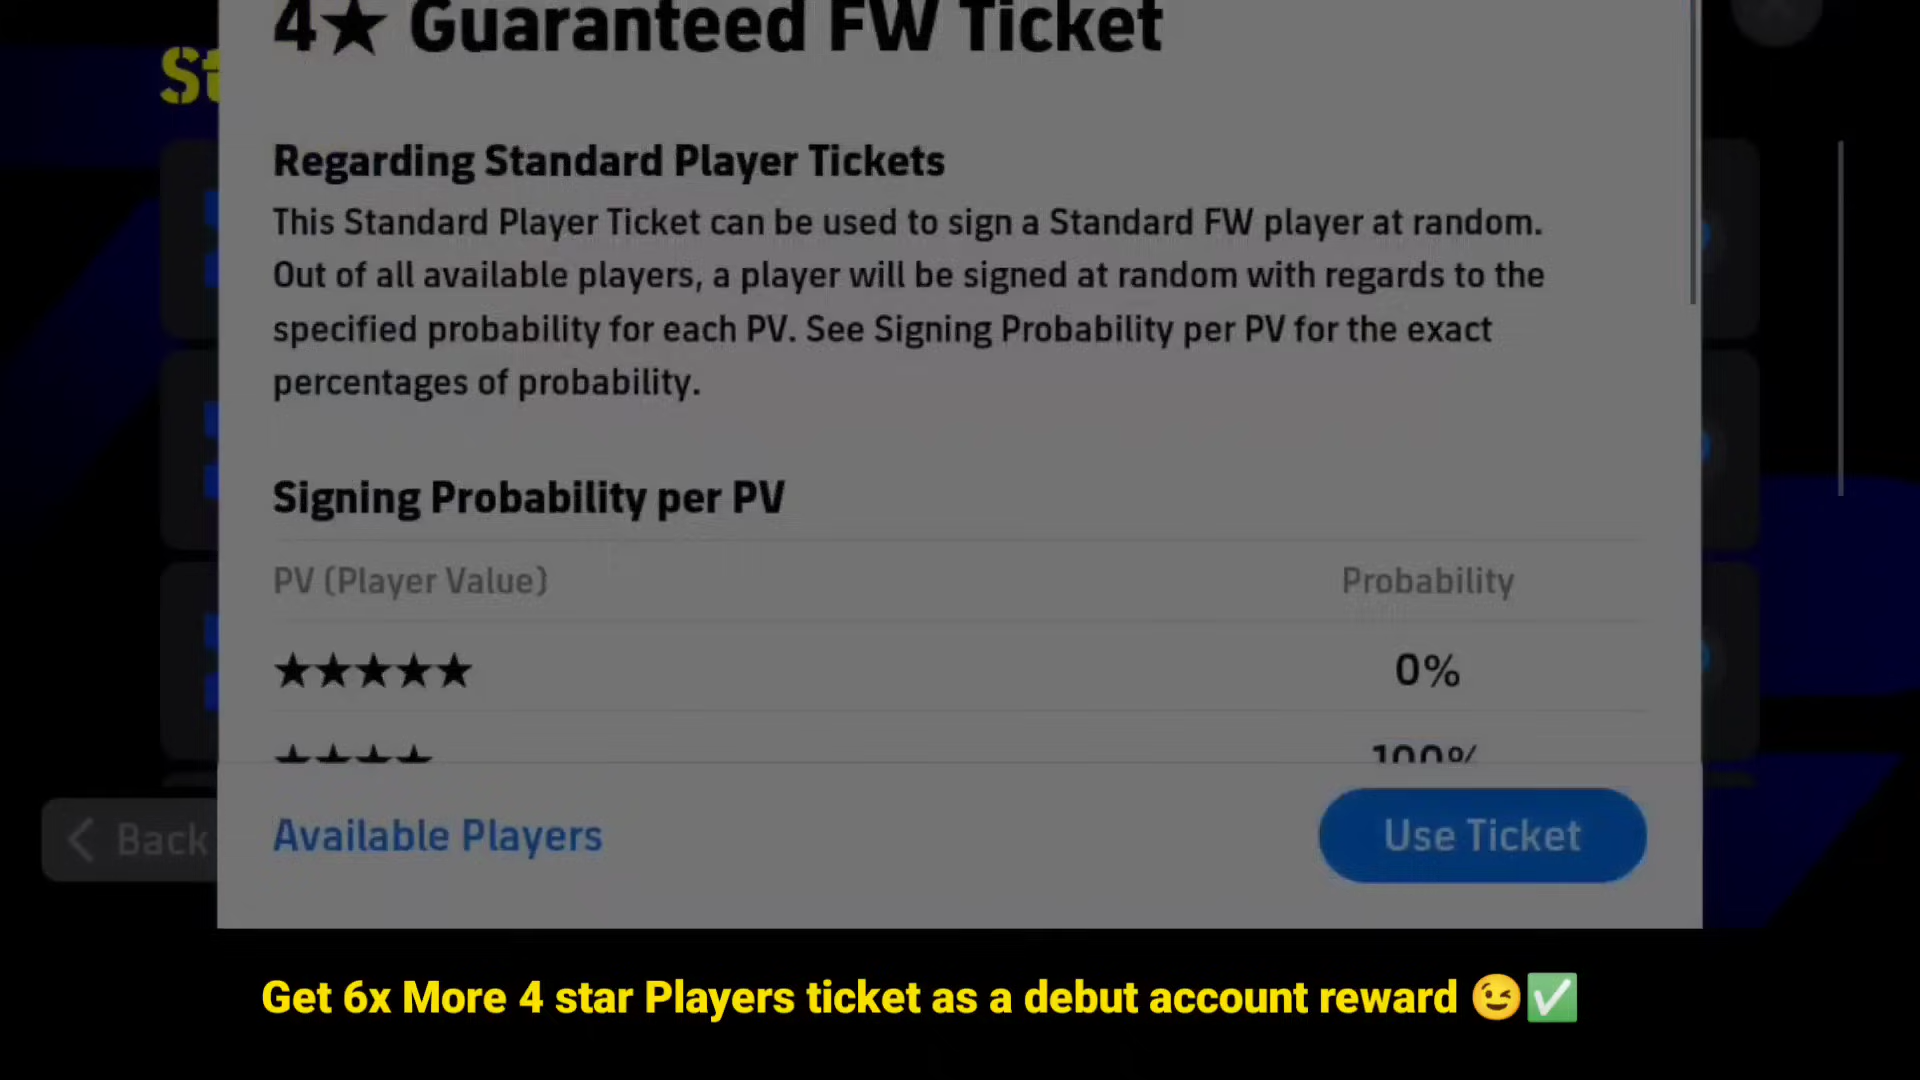 4★ Guaranteed FW Ticket
St
Regarding Standard Player Tickets
This Standard Player Ticket can be used to sign a Standard FW player at random.
Out of all available players, a player will be signed at random with regards to the
specified probability for each PV. See Signing Probability per PV for the exact
percentages of probability.
Signing Probability per PV
PV (Player Value) Probability
★★★★★ 0%
★★★★ 100%
Back
Available Players
Use Ticket
Get 6x More 4 star Players ticket as a debut account reward 😉✅